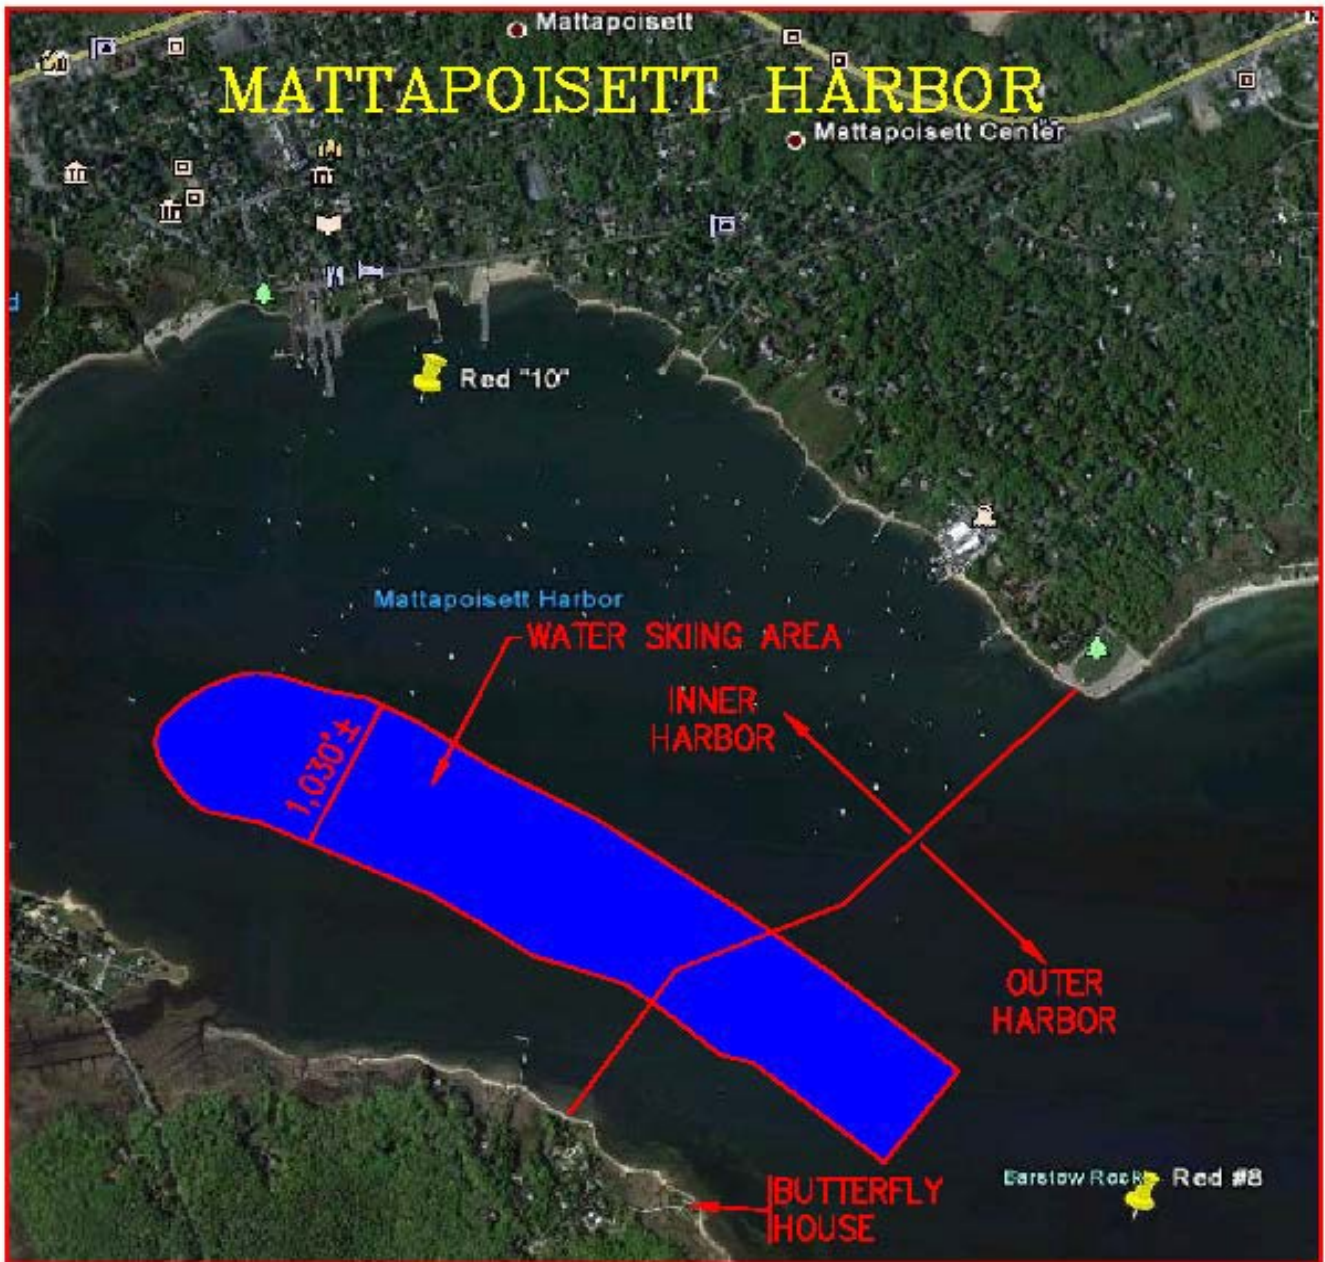 Mattapoisett
MATTAPOISETT HARBOR
Mattapoisett Center
d
Red "10"
Mattapoisett Harbor
WATER SKIING AREA
INNER
HARBOR
1,030'±
OUTER
HARBOR
Barstow Rock
Red #8
BUTTERFLY
HOUSE